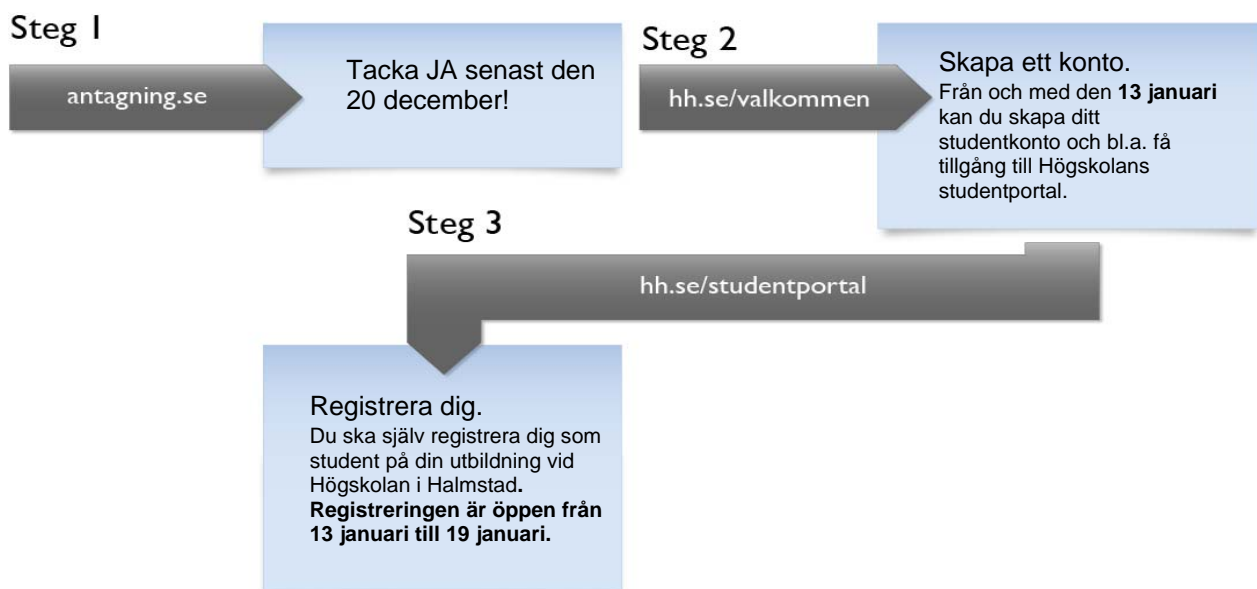 Steg 1
antagning.se
Tacka JA senast den
20 december!
Steg 2
hh.se/valkommen
Skapa ett konto.
Från och med den 13 januari
kan du skapa ditt
studentkonto och bl.a. få
tillgång till Högskolans
studentportal.
Steg 3
hh.se/studentportal
Registrera dig.
Du ska själv registrera dig som
student på din utbildning vid
Högskolan i Halmstad.
Registreringen är öppen från
13 januari till 19 januari.